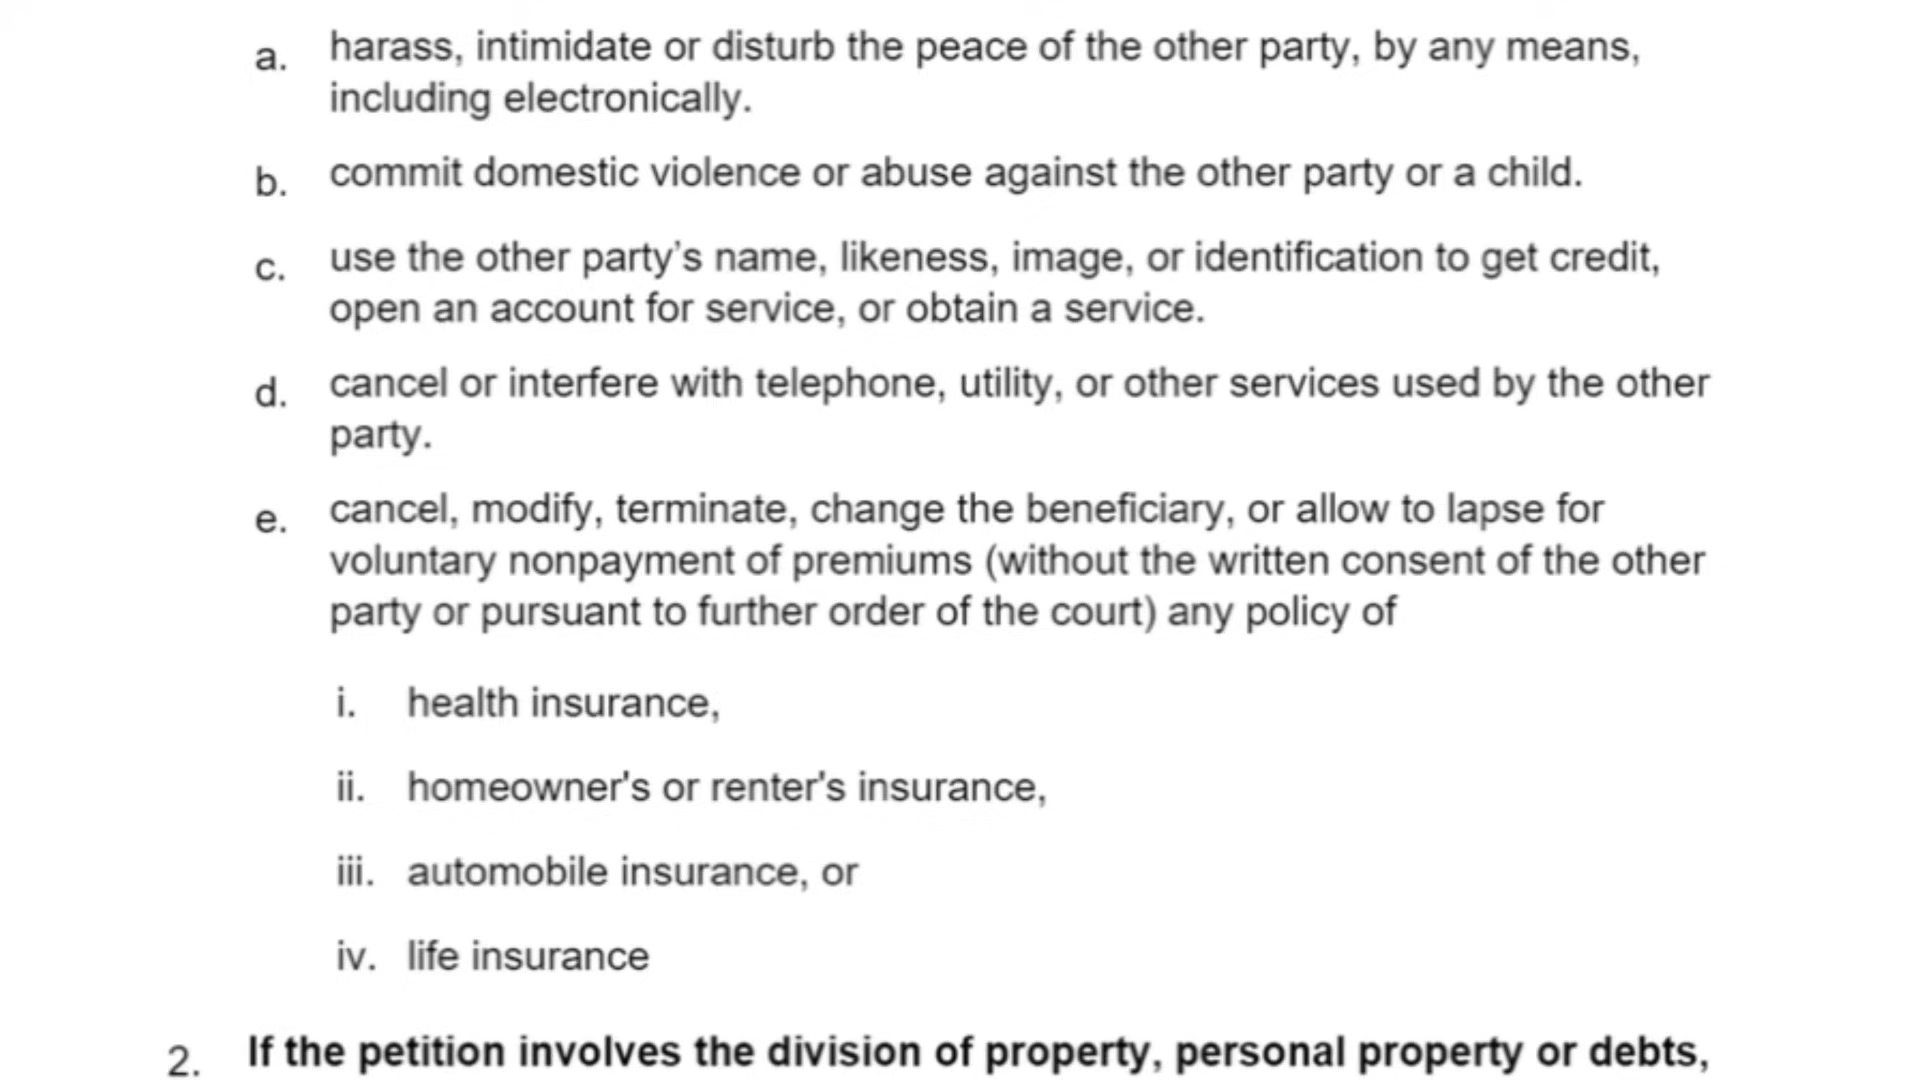 a. harass, intimidate or disturb the peace of the other party, by any means,
including electronically.
b. commit domestic violence or abuse against the other party or a child.
c. use the other party’s name, likeness, image, or identification to get credit,
open an account for service, or obtain a service.
d. cancel or interfere with telephone, utility, or other services used by the other
party.
e. cancel, modify, terminate, change the beneficiary, or allow to lapse for
voluntary nonpayment of premiums (without the written consent of the other
party or pursuant to further order of the court) any policy of
i. health insurance,
ii. homeowner's or renter's insurance,
iii. automobile insurance, or
iv. life insurance
2. If the petition involves the division of property, personal property or debts,